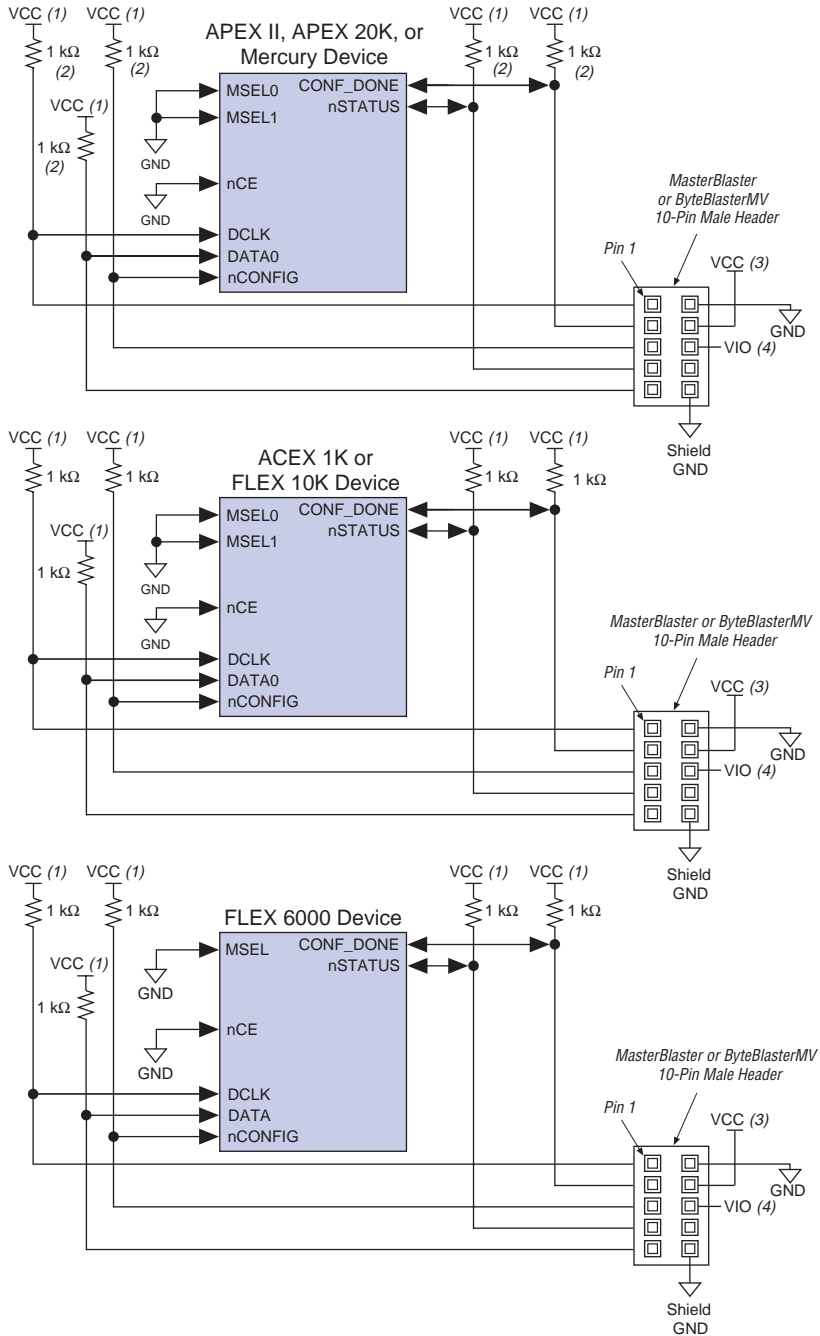 VCC (1)
VCC (1)
VCC (1)
VCC (1)
APEX II, APEX 20K, or
Mercury Device
1 kΩ
(2)
1 kΩ
(2)
1 kΩ
(2)
1 kΩ
(2)
VCC (1)
1 kΩ
(2)
MSEL0
CONF_DONE
nSTATUS
MSEL1
GND
nCE
GND
DCLK
DATA0
nCONFIG
MasterBlaster
or ByteBlasterMV
10-Pin Male Header
Pin 1
VCC (3)
GND
VIO (4)
Shield
GND
VCC (1)
VCC (1)
VCC (1)
VCC (1)
ACEX 1K or
FLEX 10K Device
1 kΩ
1 kΩ
1 kΩ
1 kΩ
VCC (1)
1 kΩ
MSEL0
CONF_DONE
nSTATUS
MSEL1
GND
nCE
GND
DCLK
DATA0
nCONFIG
MasterBlaster or ByteBlasterMV
10-Pin Male Header
Pin 1
VCC (3)
GND
VIO (4)
Shield
GND
VCC (1)
VCC (1)
VCC (1)
VCC (1)
FLEX 6000 Device
1 kΩ
1 kΩ
1 kΩ
1 kΩ
VCC (1)
1 kΩ
MSEL
CONF_DONE
nSTATUS
GND
nCE
GND
DCLK
DATA
nCONFIG
MasterBlaster or ByteBlasterMV
10-Pin Male Header
Pin 1
VCC (3)
GND
VIO (4)
Shield
GND